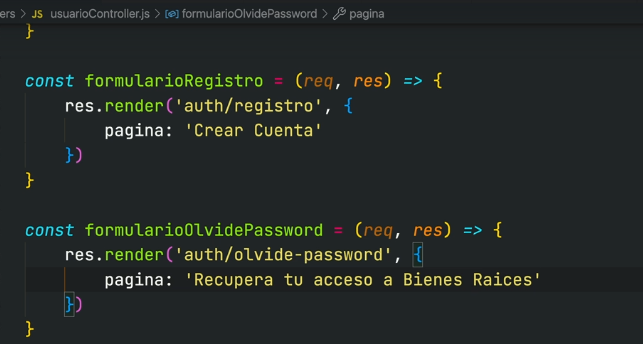 ers > JS usuarioController.js > formularioOlvidePassword > pagina
}
const formularioRegistro = (req, res) => {
    res.render('auth/registro', {
        pagina: 'Crear Cuenta'
    })
}
const formularioOlvidePassword = (req, res) => {
    res.render('auth/olvide-password', {
        pagina: 'Recupera tu acceso a Bienes Raices'
    })
}